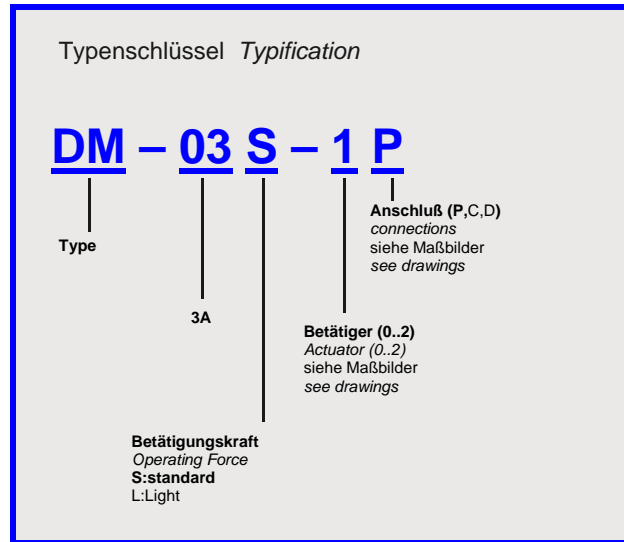 Typenschlüssel Typification
DM – 03 S – 1 P
Anschluß (P,C,D)
connections
siehe Maßbilder
see drawings
Type
3A
Betätiger (0..2)
Actuator (0..2)
siehe Maßbilder
see drawings
Betätigungskraft
Operating Force
S:standard
L:Light